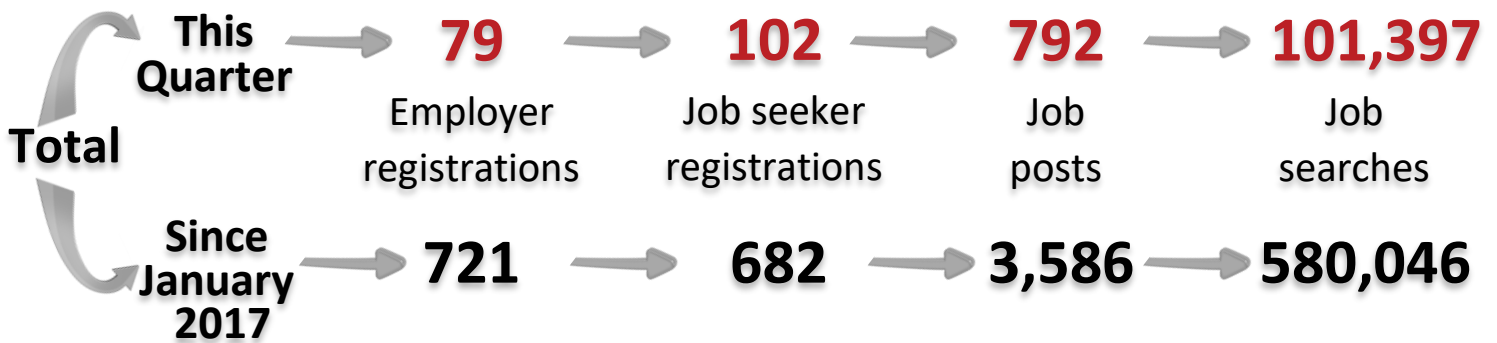 Total
This
Quarter
79
102
792
101,397
Employer
registrations
Job seeker
registrations
Job
posts
Job
searches
Since
January
2017
721
682
3,586
580,046